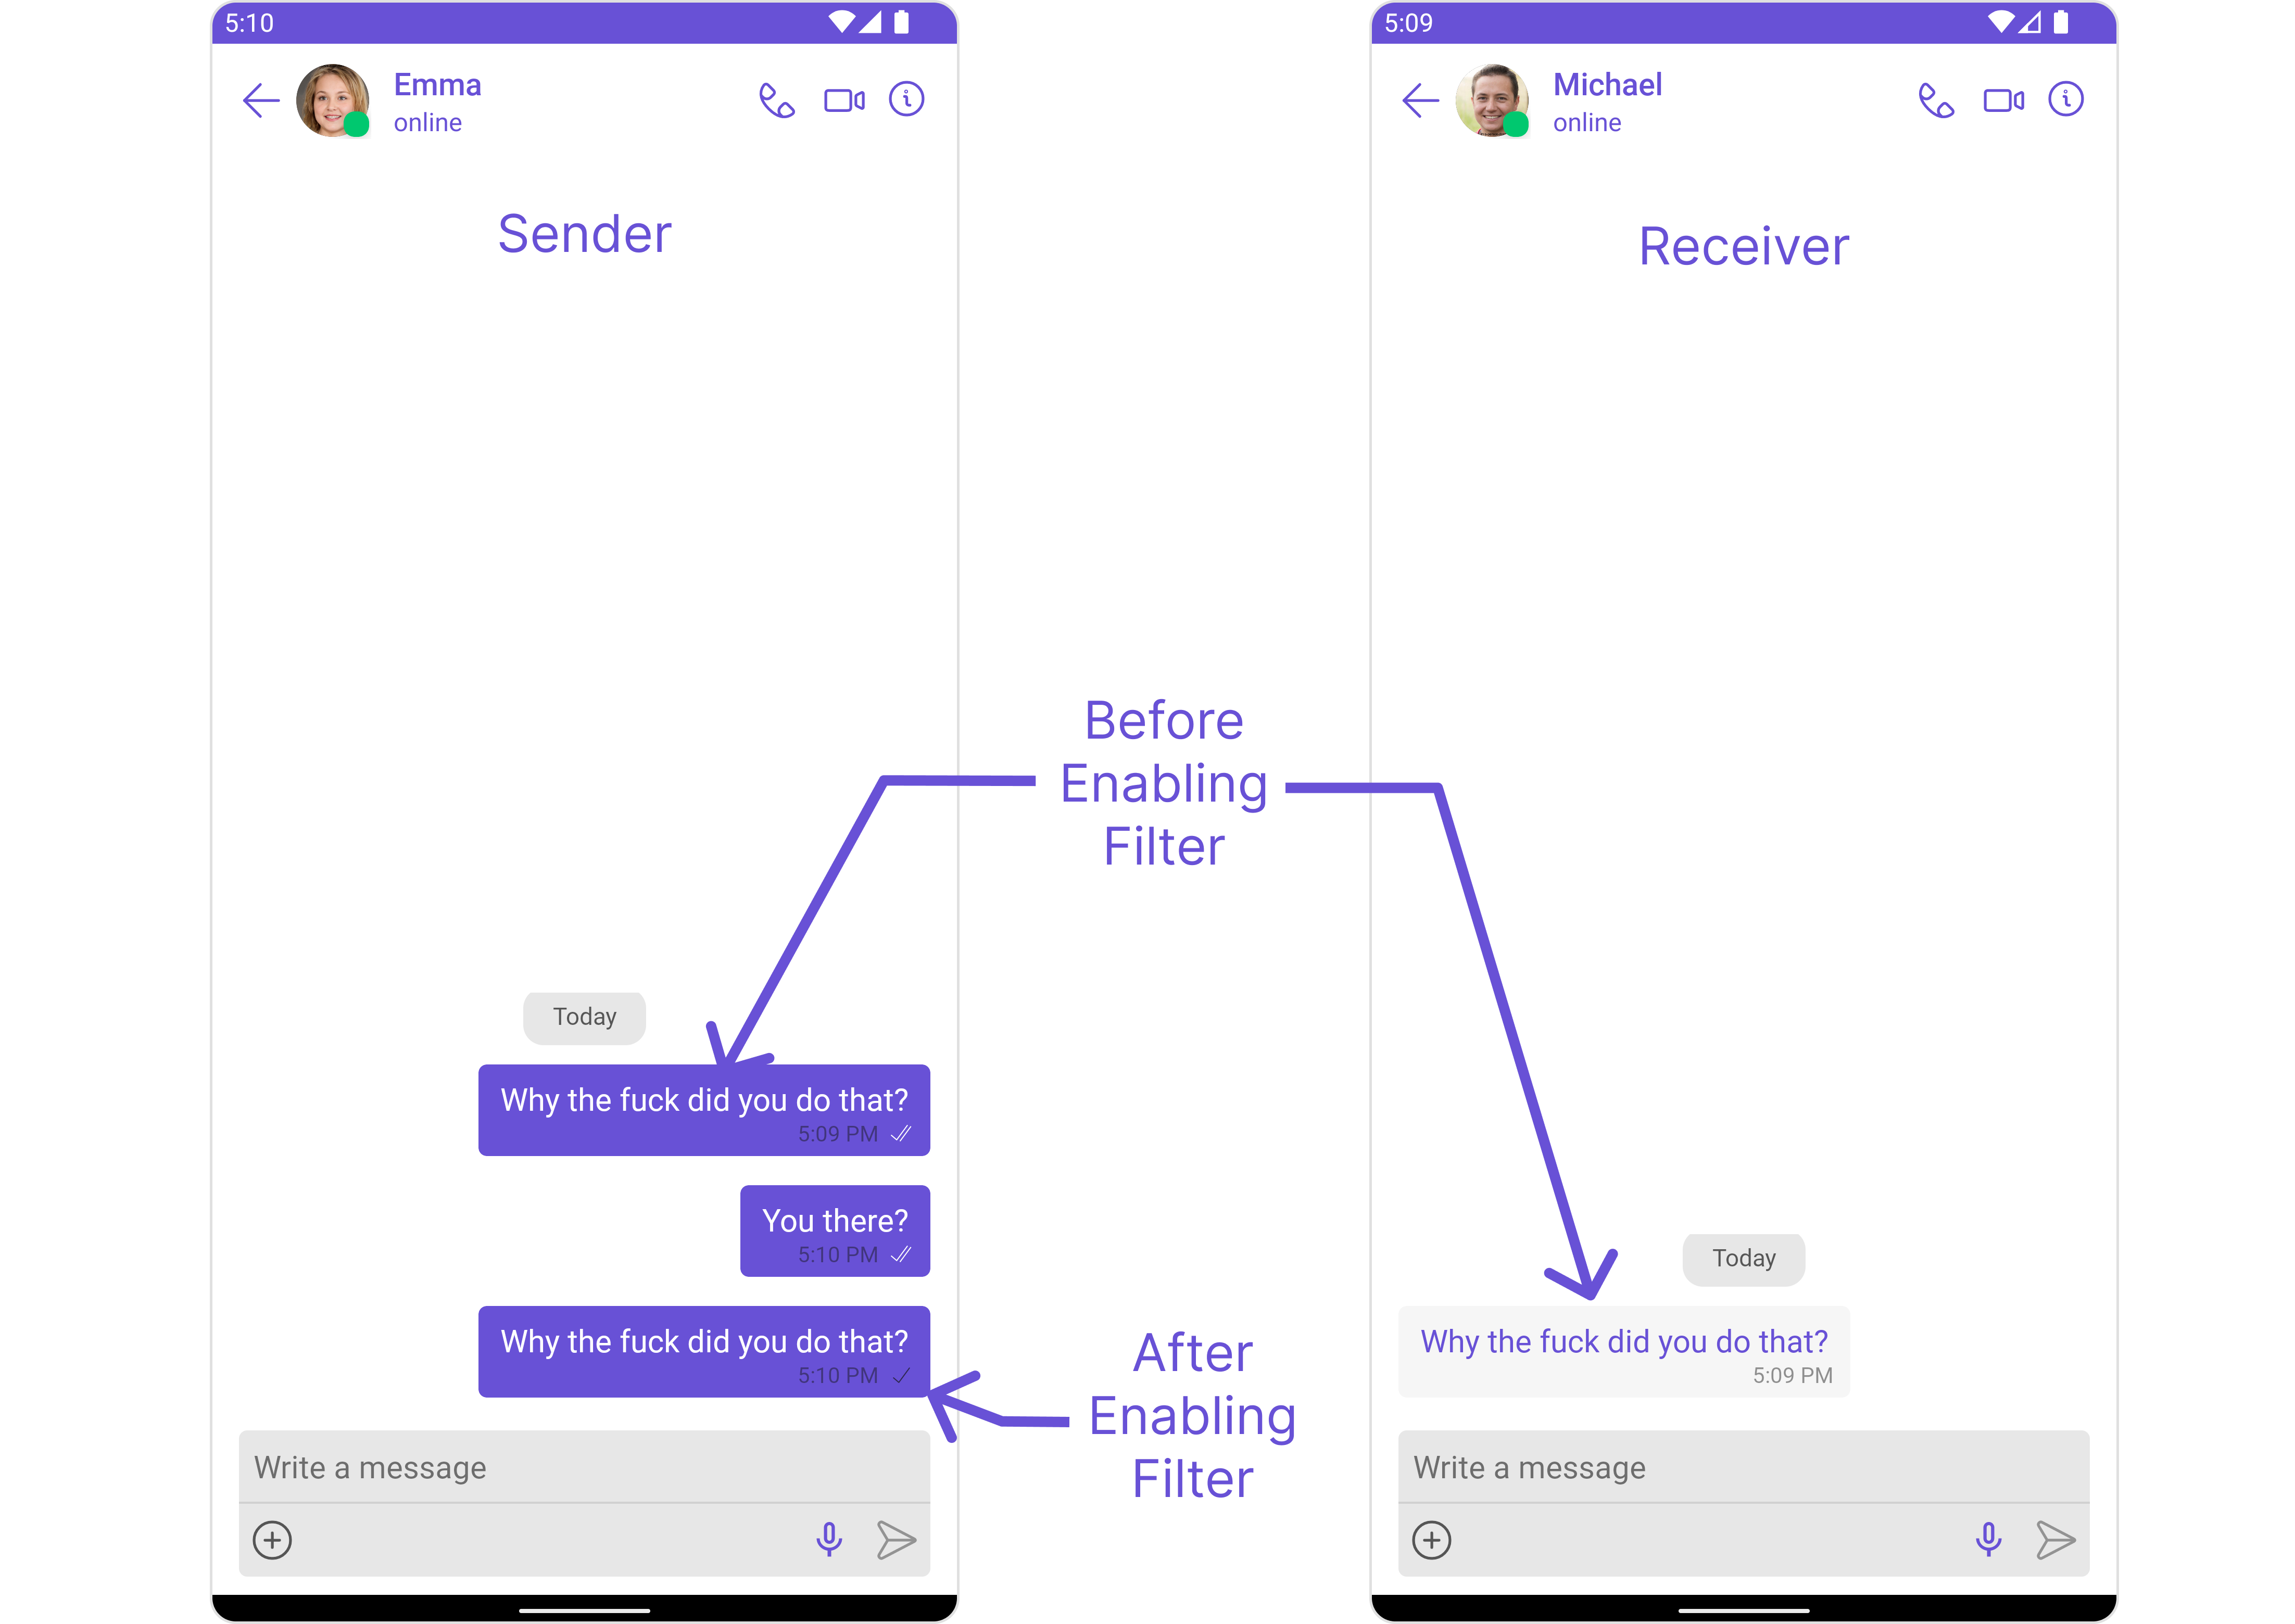 5:10
Emma
online
Sender
Today
Why the fuck did you do that?
5:09 PM
You there?
5:10 PM
Why the fuck did you do that?
5:10 PM
Write a message
Before
Enabling
Filter
After
Enabling
Filter
5:09
Michael
online
Receiver
Today
Why the fuck did you do that?
5:09 PM
Write a message